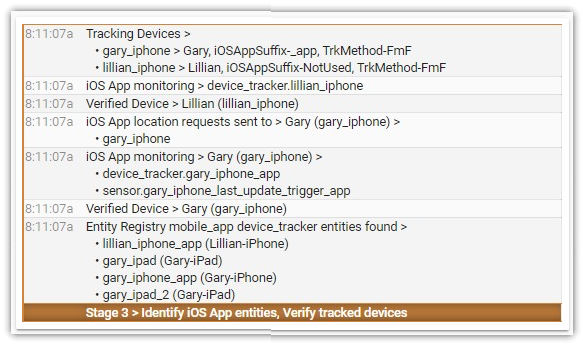 8:11:07a Tracking Devices >
• gary_iphone > Gary, iOSAppSuffix-_app, TrkMethod-FmF
• lillian_iphone > Lillian, iOSAppSuffix-NotUsed, TrkMethod-FmF
8:11:07a iOS App monitoring > device_tracker.lillian_iphone
8:11:07a Verified Device > Lillian (lillian_iphone)
8:11:07a iOS App location requests sent to > Gary (gary_iphone) >
• gary_iphone
8:11:07a iOS App monitoring > Gary (gary_iphone) >
• device_tracker.gary_iphone_app
• sensor.gary_iphone_last_update_trigger_app
8:11:07a Verified Device > Gary (gary_iphone)
8:11:07a Entity Registry mobile_app device_tracker entities found >
• lillian_iphone_app (Lillian-iPhone)
• gary_ipad (Gary-iPad)
• gary_iphone_app (Gary-iPhone)
• gary_ipad_2 (Gary-iPad)
Stage 3 > Identify iOS App entities, Verify tracked devices